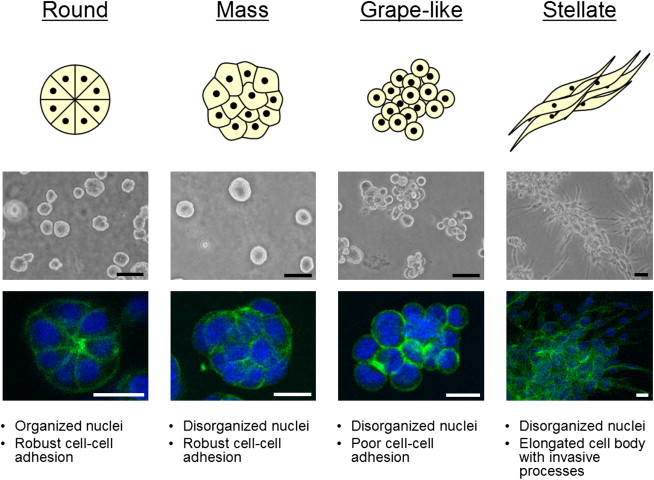 Round
Mass
Grape-like
Stellate
• Organized nuclei
• Robust cell-cell
adhesion
• Disorganized nuclei
• Robust cell-cell
adhesion
• Disorganized nuclei
• Poor cell-cell
adhesion
• Disorganized nuclei
• Elongated cell body
with invasive
processes